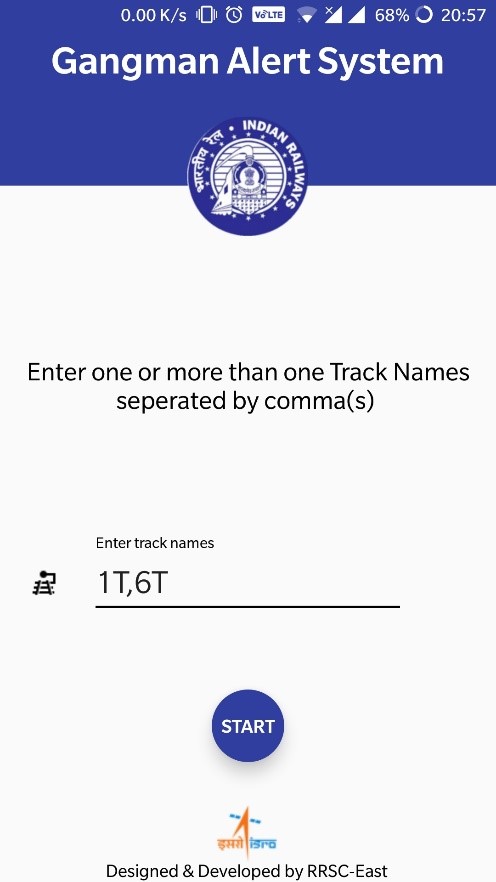 0.00 K/s VoLTE 68% 20:57
Gangman Alert System
भारतीय रेल • INDIAN RAILWAYS
Enter one or more than one Track Names
seperated by comma(s)
Enter track names
1T,6T
START
इसरो isro
Designed & Developed by RRSC-East